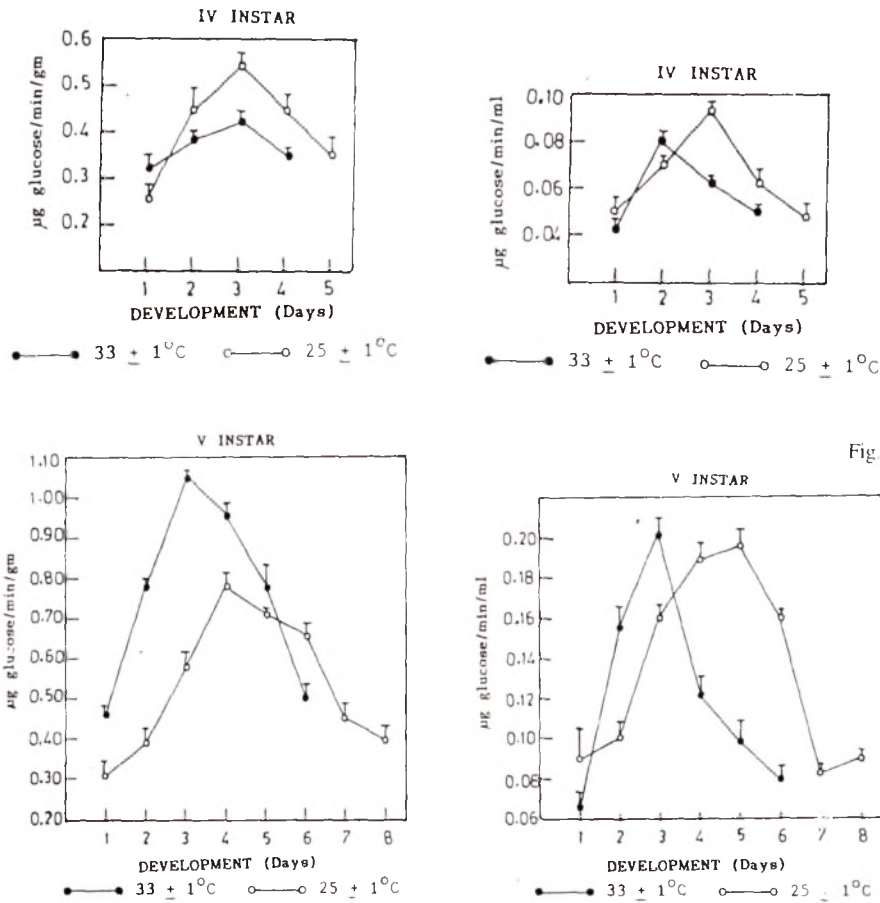 IV INSTAR
0.6
0.5
0.4
0.3
0.2
µg glucose/min/gm
1 2 3 4 5
DEVELOPMENT (Days)
33 ± 1°C 25 ± 1°C
IV INSTAR
0.10
0.08
0.06
0.04
µg glucose/min/ml
1 2 3 4 5
DEVELOPMENT (Days)
33 ± 1°C 25 ± 1°C
V INSTAR
1.10
1.00
0.90
0.80
0.70
0.60
0.50
0.40
0.30
0.20
µg glucose/min/gm
1 2 3 4 5 6 7 8
DEVELOPMENT (Days)
33 ± 1°C 25 ± 1°C
Fig.
V INSTAR
0.20
0.18
0.16
0.14
0.12
0.10
0.08
0.06
µg glucose/min/ml
1 2 3 4 5 6 7 8
DEVELOPMENT (Days)
33 ± 1°C 25 ± 1°C